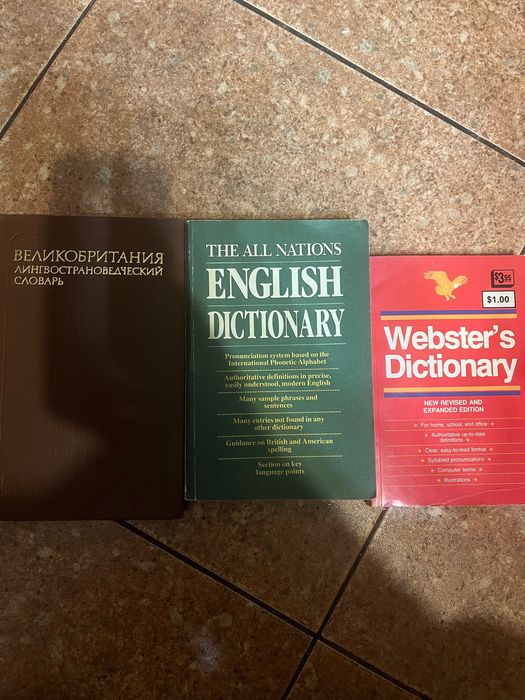 ВЕЛИКОБРИТАНИЯ
ЛИНГВОСТРАНОВЕДЧЕСКИЙ
СЛОВАРЬ
THE ALL NATIONS
ENGLISH
DICTIONARY
Pronunciation system based on the
International Phonetic Alphabet
Authoritative definitions in precise,
easily understood, modern English
Many sample phrases and
sentences
Many entries not found in any
other dictionary
Guidance on British and American
spelling
Section on key
language points
$3.95
$1.00
Webster's
Dictionary
NEW REVISED AND
EXPANDED EDITION
★ For home, school, and office ★
★ Authoritative up-to-date
definitions ★
★ Clear, easy-to-read format ★
★ Syllabled pronunciations ★
★ Computer terms ★
★ Illustrations ★